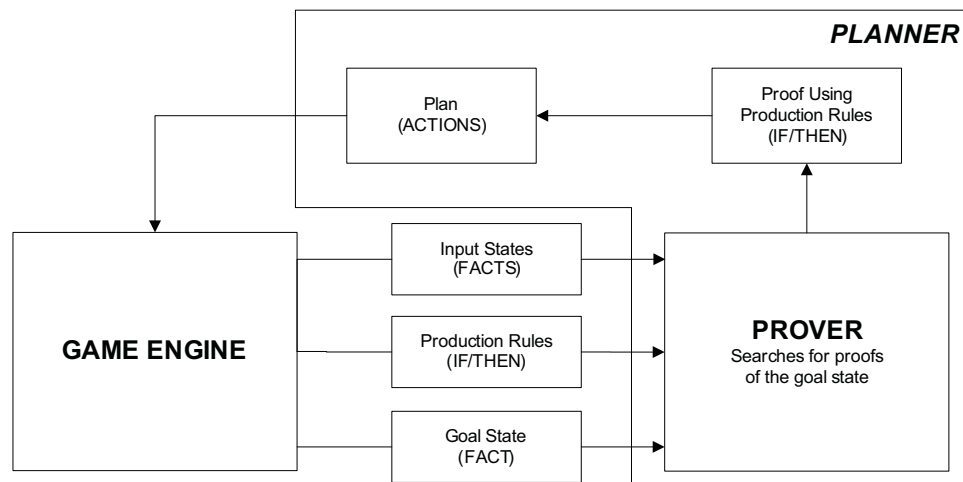 PLANNER
Plan
(ACTIONS)
Proof Using
Production Rules
(IF/THEN)
Input States
(FACTS)
GAME ENGINE
Production Rules
(IF/THEN)
PROVER
Searches for proofs
of the goal state
Goal State
(FACT)